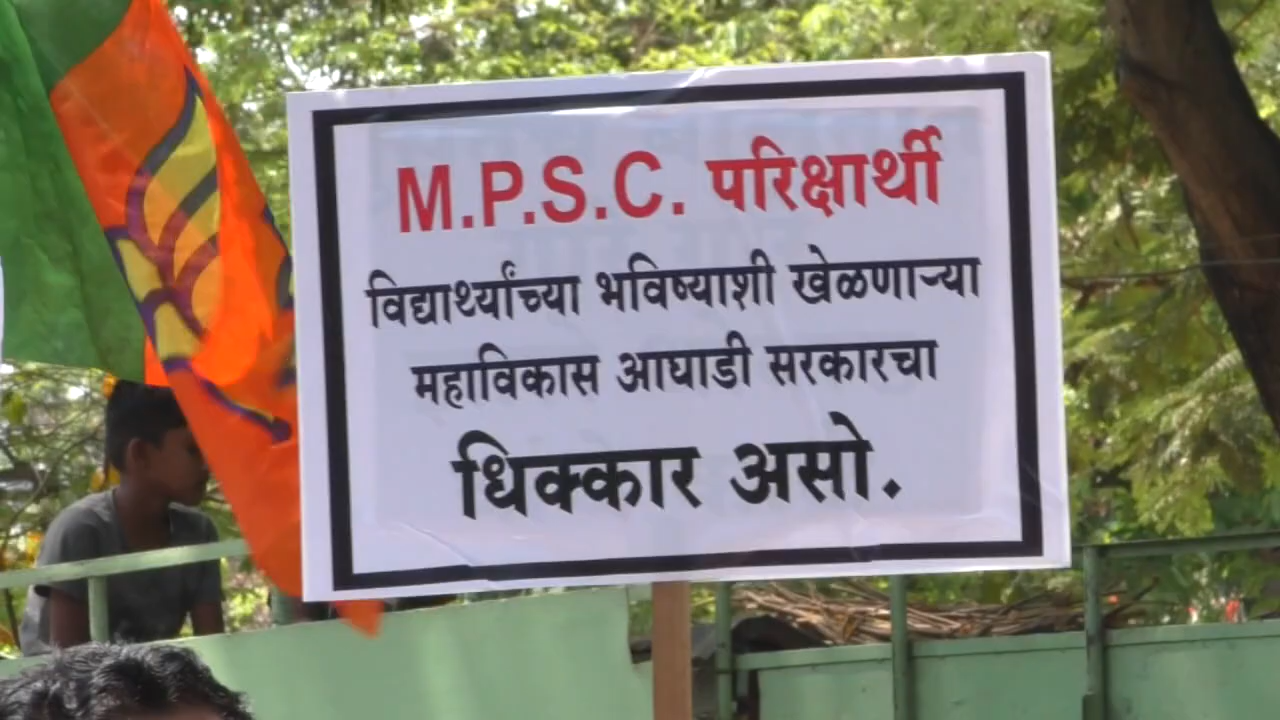 M.P.S.C. परिक्षार्थी
विद्यार्थ्यांच्या भविष्याशी खेळणाऱ्या
महाविकास आघाडी सरकारचा
धिक्कार असो.